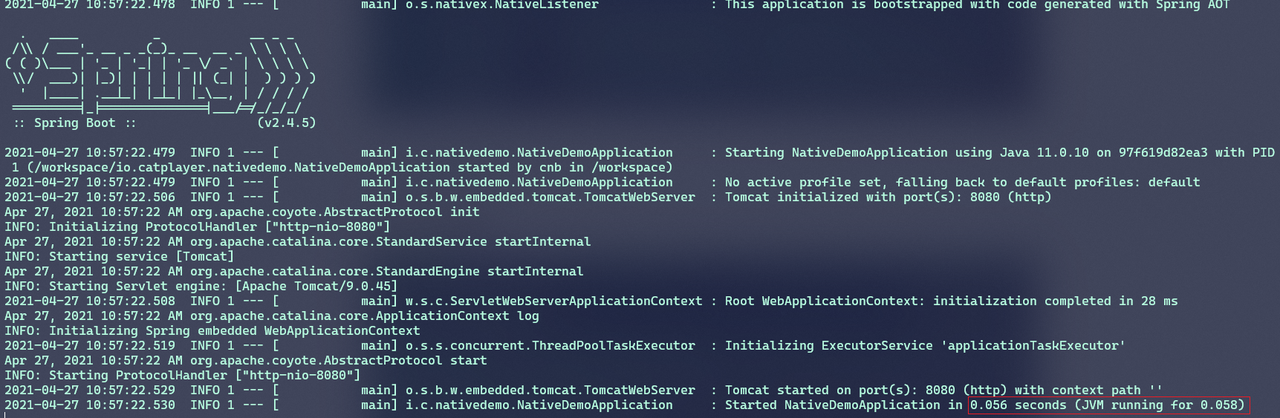 2021-04-27 10:57:22.478  INFO 1 --- [           main] o.s.nativex.NativeListener               : This application is bootstrapped with code generated with Spring AOT
  .   ____          _            __ _ _
 /\\ / ___'_ __ _ _(_)_ __  __ _ \ \ \ \
( ( )\___ | '_ | '_| | '_ \/ _` | \ \ \ \
 \\/  ___)| |_)| | | | | || (_| |  ) ) ) )
  '  |____| .__|_| |_|_| |_\__, | / / / /
 =========|_|==============|___/=/_/_/_/
 :: Spring Boot ::                (v2.4.5)
2021-04-27 10:57:22.479  INFO 1 --- [           main] i.c.nativedemo.NativeDemoApplication     : Starting NativeDemoApplication using Java 11.0.10 on 97f619d82ea3 with PID
 1 (/workspace/io.catplayer.nativedemo.NativeDemoApplication started by cnb in /workspace)
2021-04-27 10:57:22.479  INFO 1 --- [           main] i.c.nativedemo.NativeDemoApplication     : No active profile set, falling back to default profiles: default
2021-04-27 10:57:22.506  INFO 1 --- [           main] o.s.b.w.embedded.tomcat.TomcatWebServer  : Tomcat initialized with port(s): 8080 (http)
Apr 27, 2021 10:57:22 AM org.apache.coyote.AbstractProtocol init
INFO: Initializing ProtocolHandler ["http-nio-8080"]
Apr 27, 2021 10:57:22 AM org.apache.catalina.core.StandardService startInternal
INFO: Starting service [Tomcat]
Apr 27, 2021 10:57:22 AM org.apache.catalina.core.StandardEngine startInternal
INFO: Starting Servlet engine: [Apache Tomcat/9.0.45]
2021-04-27 10:57:22.508  INFO 1 --- [           main] w.s.c.ServletWebServerApplicationContext : Root WebApplicationContext: initialization completed in 28 ms
Apr 27, 2021 10:57:22 AM org.apache.catalina.core.ApplicationContext log
INFO: Initializing Spring embedded WebApplicationContext
2021-04-27 10:57:22.519  INFO 1 --- [           main] o.s.s.concurrent.ThreadPoolTaskExecutor  : Initializing ExecutorService 'applicationTaskExecutor'
Apr 27, 2021 10:57:22 AM org.apache.coyote.AbstractProtocol start
INFO: Starting ProtocolHandler ["http-nio-8080"]
2021-04-27 10:57:22.529  INFO 1 --- [           main] o.s.b.w.embedded.tomcat.TomcatWebServer  : Tomcat started on port(s): 8080 (http) with context path ''
2021-04-27 10:57:22.530  INFO 1 --- [           main] i.c.nativedemo.NativeDemoApplication     : Started NativeDemoApplication in 0.056 seconds (JVM running for 0.058)